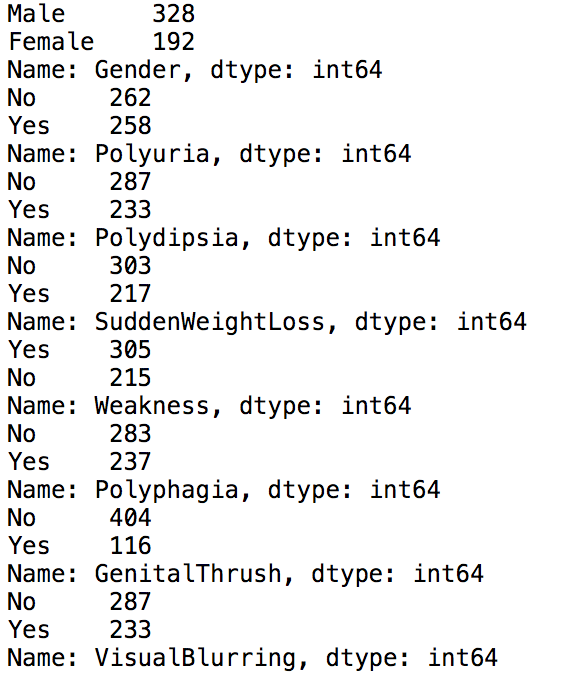 Male      328
Female    192
Name: Gender, dtype: int64
No     262
Yes    258
Name: Polyuria, dtype: int64
No     287
Yes    233
Name: Polydipsia, dtype: int64
No     303
Yes    217
Name: SuddenWeightLoss, dtype: int64
Yes    305
No     215
Name: Weakness, dtype: int64
No     283
Yes    237
Name: Polyphagia, dtype: int64
No     404
Yes    116
Name: GenitalThrush, dtype: int64
No     287
Yes    233
Name: VisualBlurring, dtype: int64